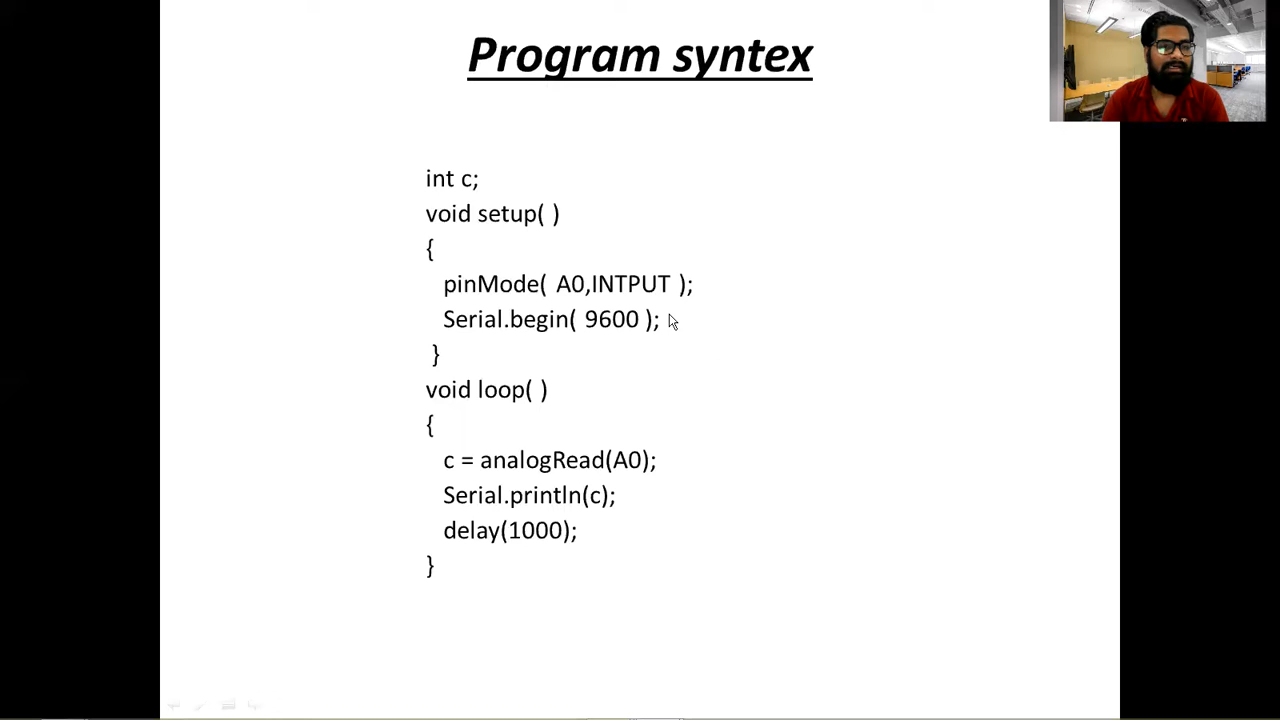 Program syntex
int c;
void setup( )
{
pinMode( A0,INTPUT );
Serial.begin( 9600 );
}
void loop( )
{
c = analogRead(A0);
Serial.println(c);
delay(1000);
}